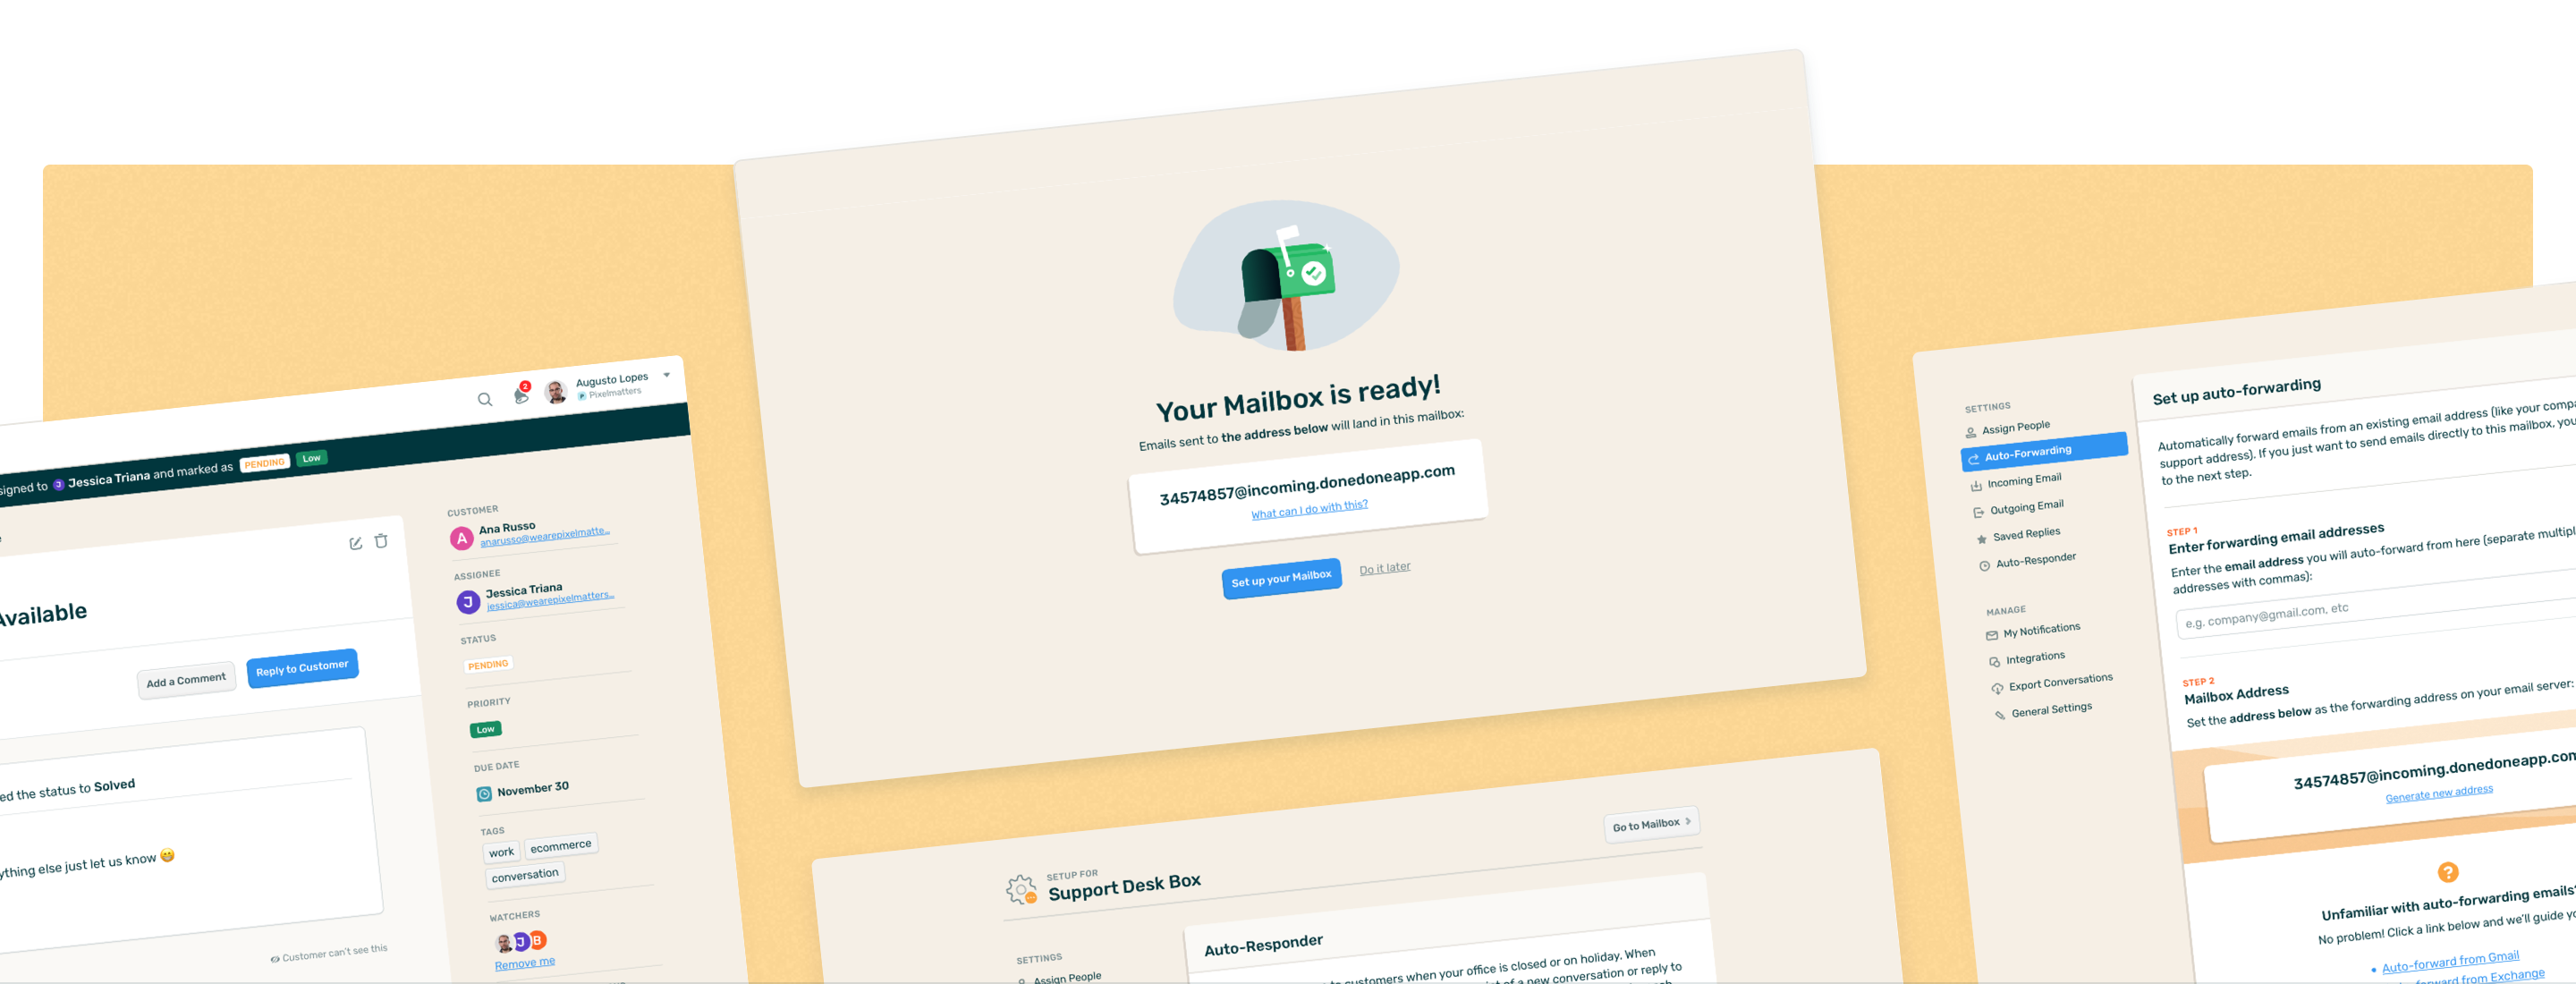 2
Augusto Lopes
Pixelmatters
signed to J Jessica Triana and marked as PENDING Low
Available
Add a Comment
Reply to Customer
ed the status to Solved
ything else just let us know 😁
Customer can't see this
CUSTOMER
A
Ana Russo
anarusso@wearepixelmatte...
ASSIGNEE
J
Jessica Triana
jessica@wearepixelmatters...
STATUS
PENDING
PRIORITY
Low
DUE DATE
November 30
TAGS
work ecommerce
conversation
WATCHERS
J B
Remove me
Your Mailbox is ready!
Emails sent to the address below will land in this mailbox:
34574857@incoming.donedoneapp.com
What can I do with this?
Set up your Mailbox
Do it later
Go to Mailbox
SETUP FOR
Support Desk Box
SETTINGS
Assign People
Auto-Responder
to customers when your office is closed or on holiday. When
of a new conversation or reply to
SETTINGS
Assign People
Auto-Forwarding
Incoming Email
Outgoing Email
Saved Replies
Auto-Responder
MANAGE
My Notifications
Integrations
Export Conversations
General Settings
Set up auto-forwarding
Automatically forward emails from an existing email address (like your compa
support address). If you just want to send emails directly to this mailbox, you
to the next step.
STEP 1
Enter forwarding email addresses
Enter the email address you will auto-forward from here (separate multipl
addresses with commas):
e.g. company@gmail.com, etc
STEP 2
Mailbox Address
Set the address below as the forwarding address on your email server:
34574857@incoming.donedoneapp.com
Generate new address
?
Unfamiliar with auto-forwarding emails?
No problem! Click a link below and we'll guide yo
Auto-forward from Gmail
forward from Exchange